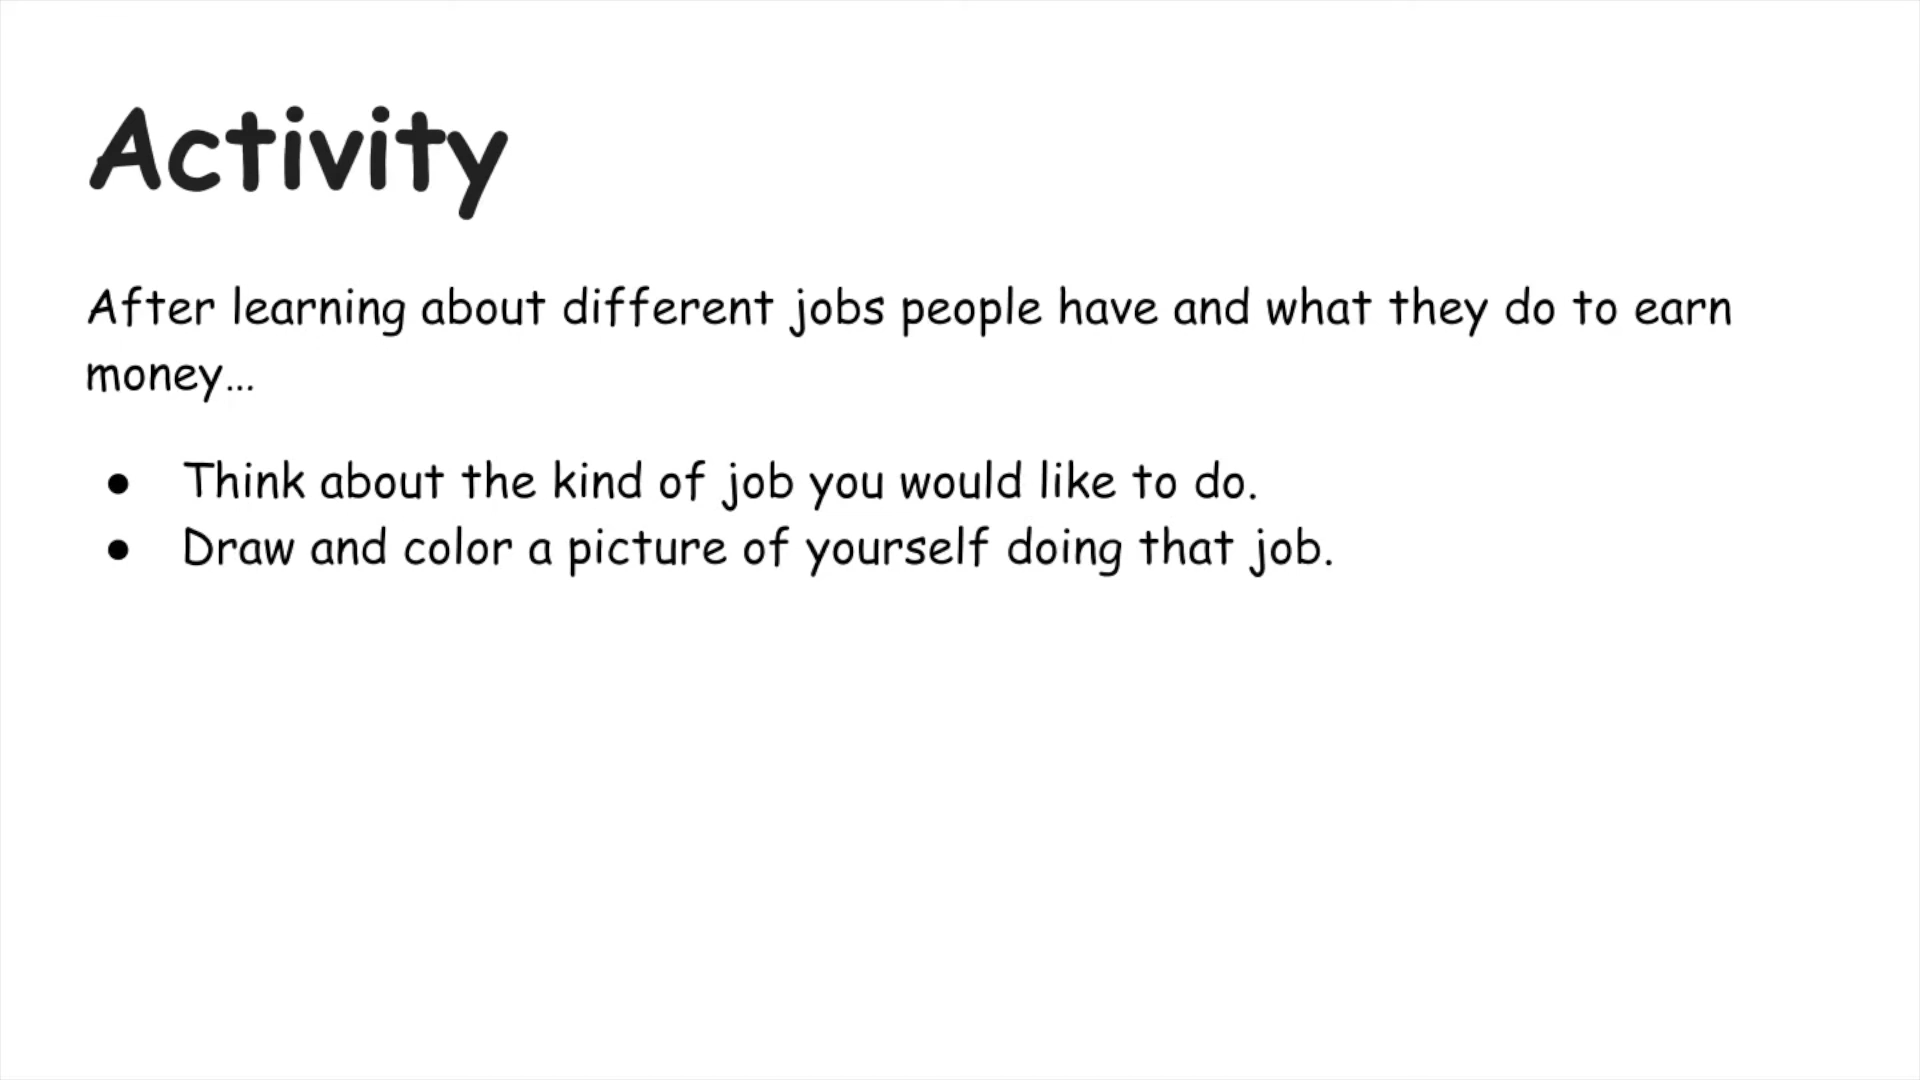 Activity
After learning about different jobs people have and what they do to earn
money…
● Think about the kind of job you would like to do.
● Draw and color a picture of yourself doing that job.